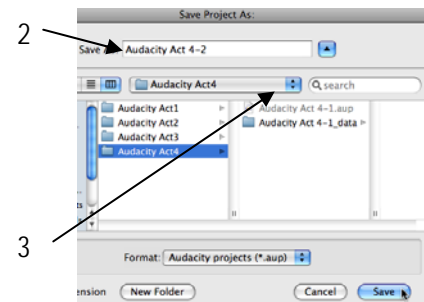 Save Project As:
2
Save Audacity Act 4-2
Audacity Act4
search
Audacity Act1
Audacity Act 4-1.aup
Audacity Act2
Audacity Act 4-1_data
Audacity Act3
Audacity Act4
3
Format: Audacity projects (*.aup)
ension New Folder Cancel Save